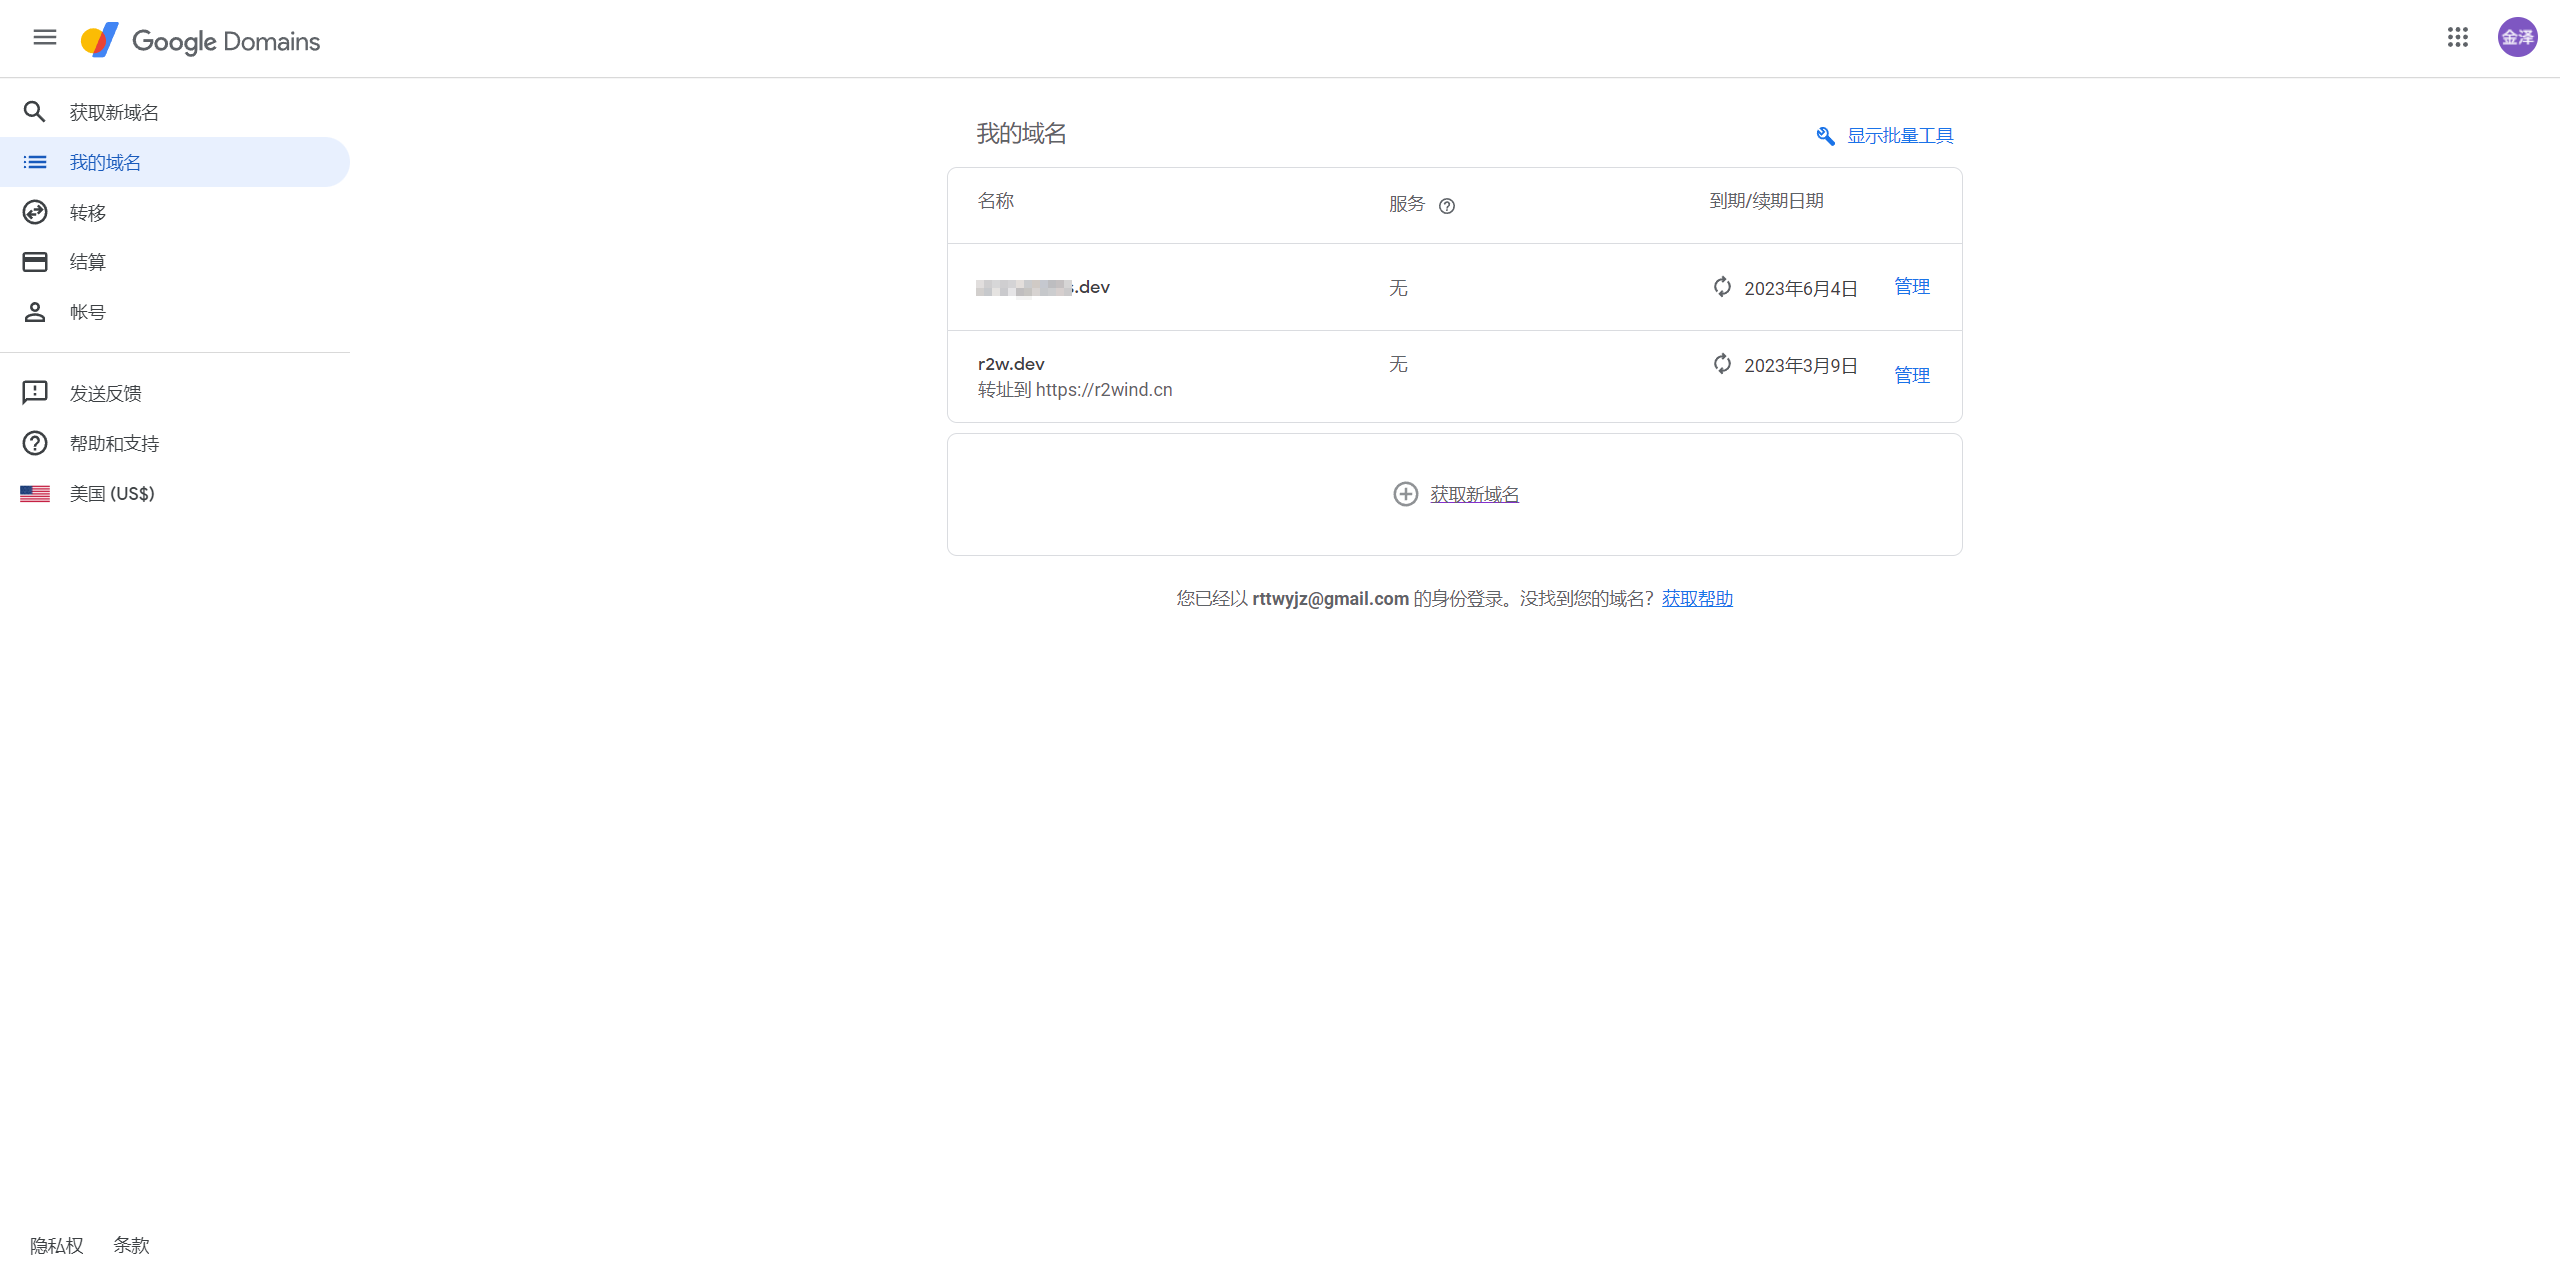 Google Domains
金泽
获取新域名
我的域名
转移
结算
帐号
发送反馈
帮助和支持
美国 (US$)
我的域名
显示批量工具
名称
服务
到期/续期日期
.dev
无
2023年6月4日
管理
r2w.dev
无
2023年3月9日
管理
转址到 https://r2wind.cn
获取新域名
您已经以 rttwyjz@gmail.com 的身份登录。没找到您的域名？获取帮助
隐私权
条款